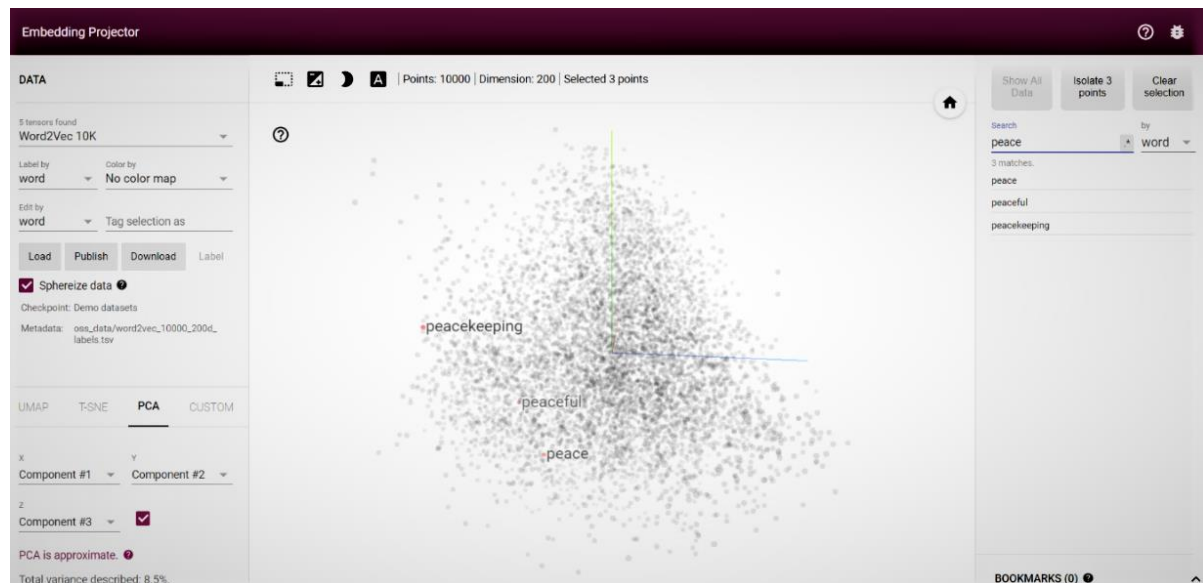 Embedding Projector
DATA
5 tensors found
Word2Vec 10K
Label by
Color by
word
No color map
Edit by
word
Tag selection as
Load
Publish
Download
Label
Sphereize data
Checkpoint: Demo datasets
Metadata: oss_data/word2vec_10000_200d_
labels.tsv
UMAP
T-SNE
PCA
CUSTOM
X
Y
Component #1
Component #2
Z
Component #3
PCA is approximate.
Total variance described: 8.5%.
A
| Points: 10000 | Dimension: 200 | Selected 3 points
peacekeeping
peaceful
peace
Show All
Data
Isolate 3
points
Clear
selection
Search
by
peace
.*
word
3 matches.
peace
peaceful
peacekeeping
BOOKMARKS (0)